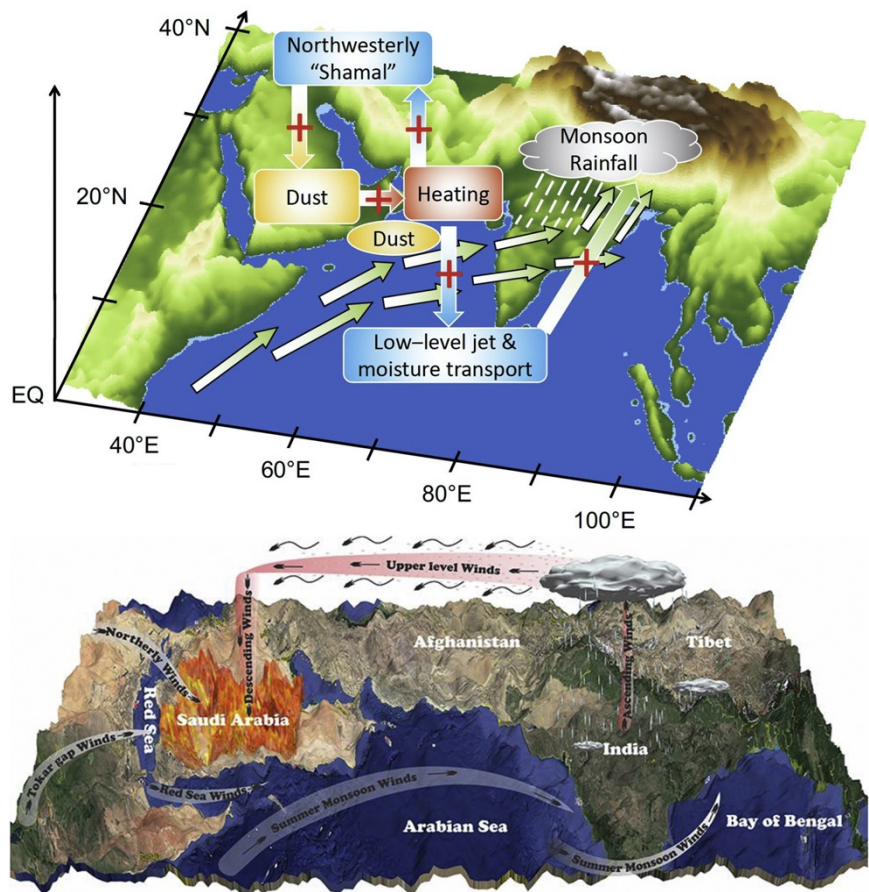 40°N
Northwesterly
“Shamal”
Monsoon
Rainfall
20°N
Dust
Heating
Dust
Low–level jet &
moisture transport
EQ
40°E
60°E
80°E
100°E
Upper level Winds
Northerly Winds
Descending Winds
Afghanistan
Ascending Winds
Tibet
Red Sea
Saudi Arabia
India
Tokar gap Winds
Red Sea Winds
Summer Monsoon Winds
Arabian Sea
Bay of Bengal
Summer Monsoon Winds